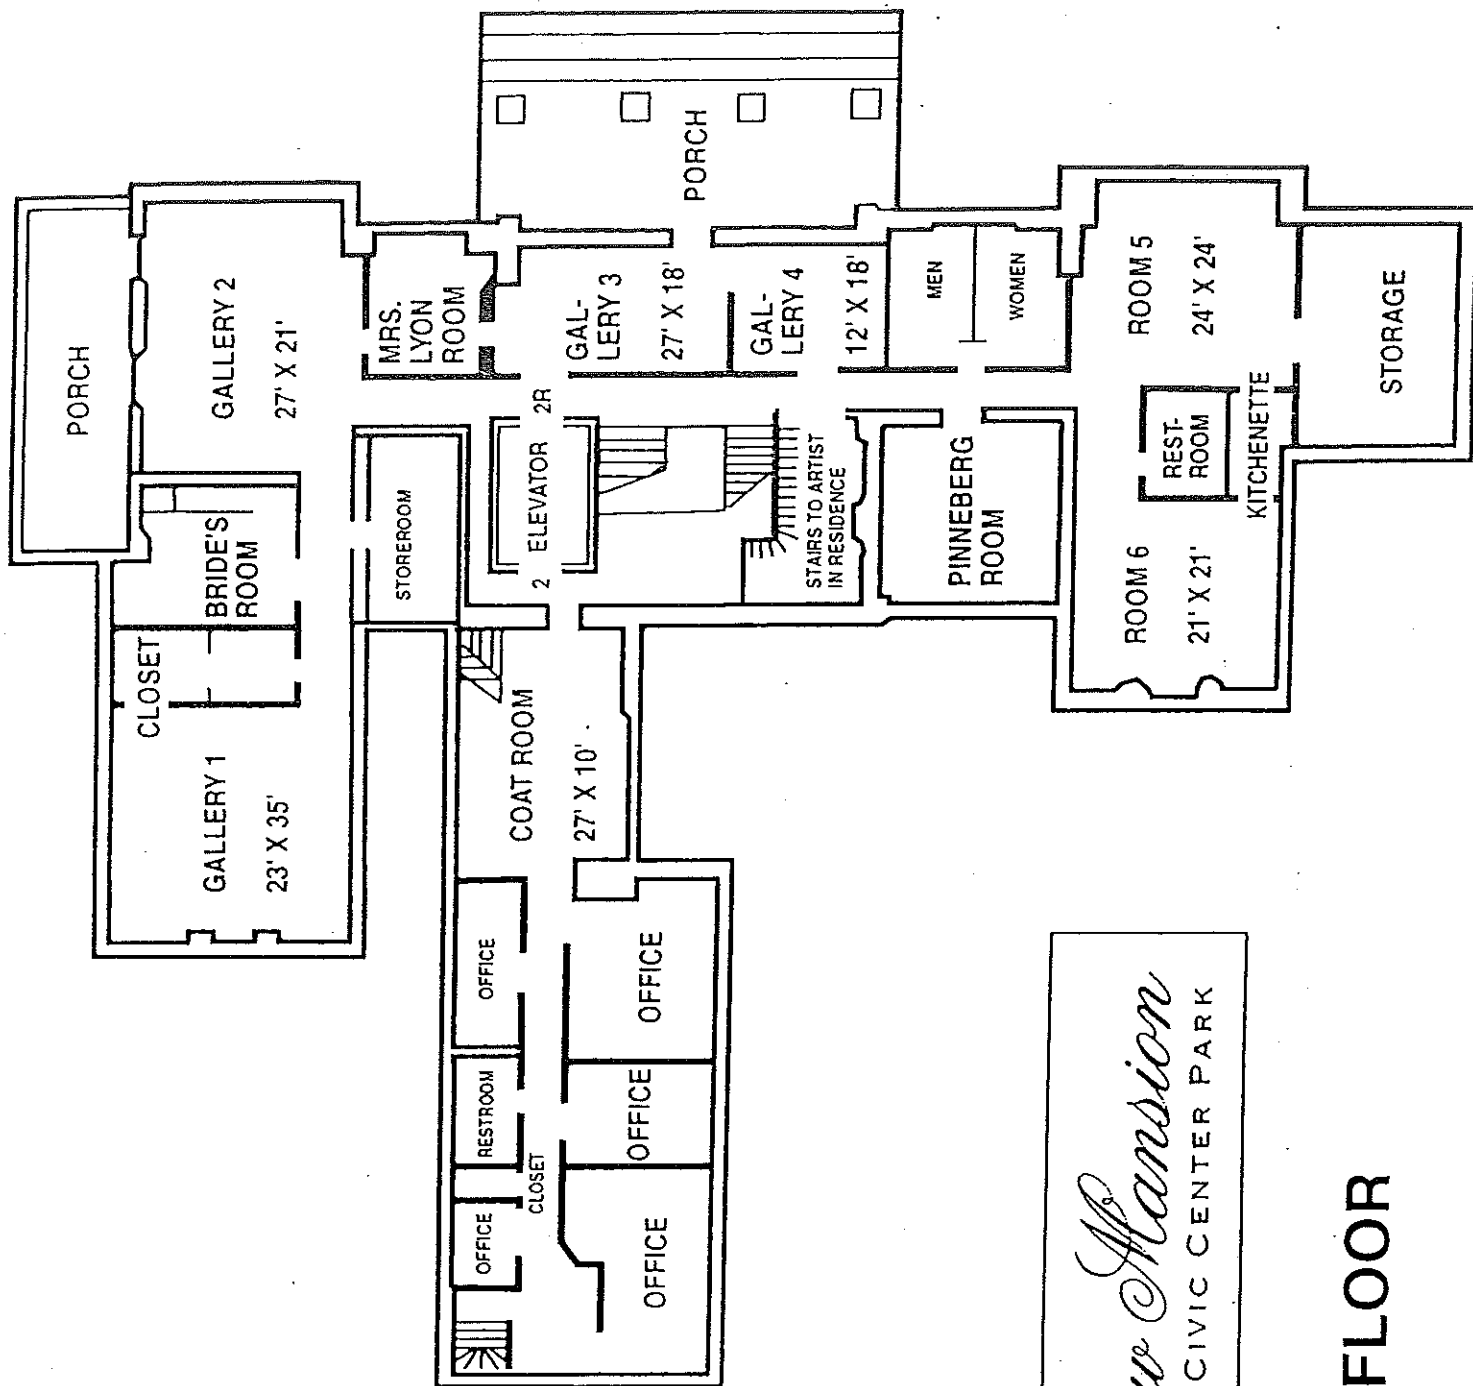 PORCH
GALLERY 2
27' X 21'
MRS.
LYON
ROOM
GAL-
LERY 3
27' X 18'
PORCH
GAL-
LERY 4
12' X 18'
MEN
WOMEN
ROOM 5
24' X 24'
STORAGE
CLOSET
BRIDE'S
ROOM
STOREROOM
2 ELEVATOR 2R
STAIRS TO ARTIST
IN RESIDENCE
PINNEBERG
ROOM
REST-
ROOM
KITCHENETTE
ROOM 6
21' X 21'
GALLERY 1
23' X 35'
COAT ROOM
27' X 10'
OFFICE
OFFICE
RESTROOM
OFFICE
CLOSET
OFFICE
OFFICE
Mansion
CIVIC CENTER PARK
FLOOR